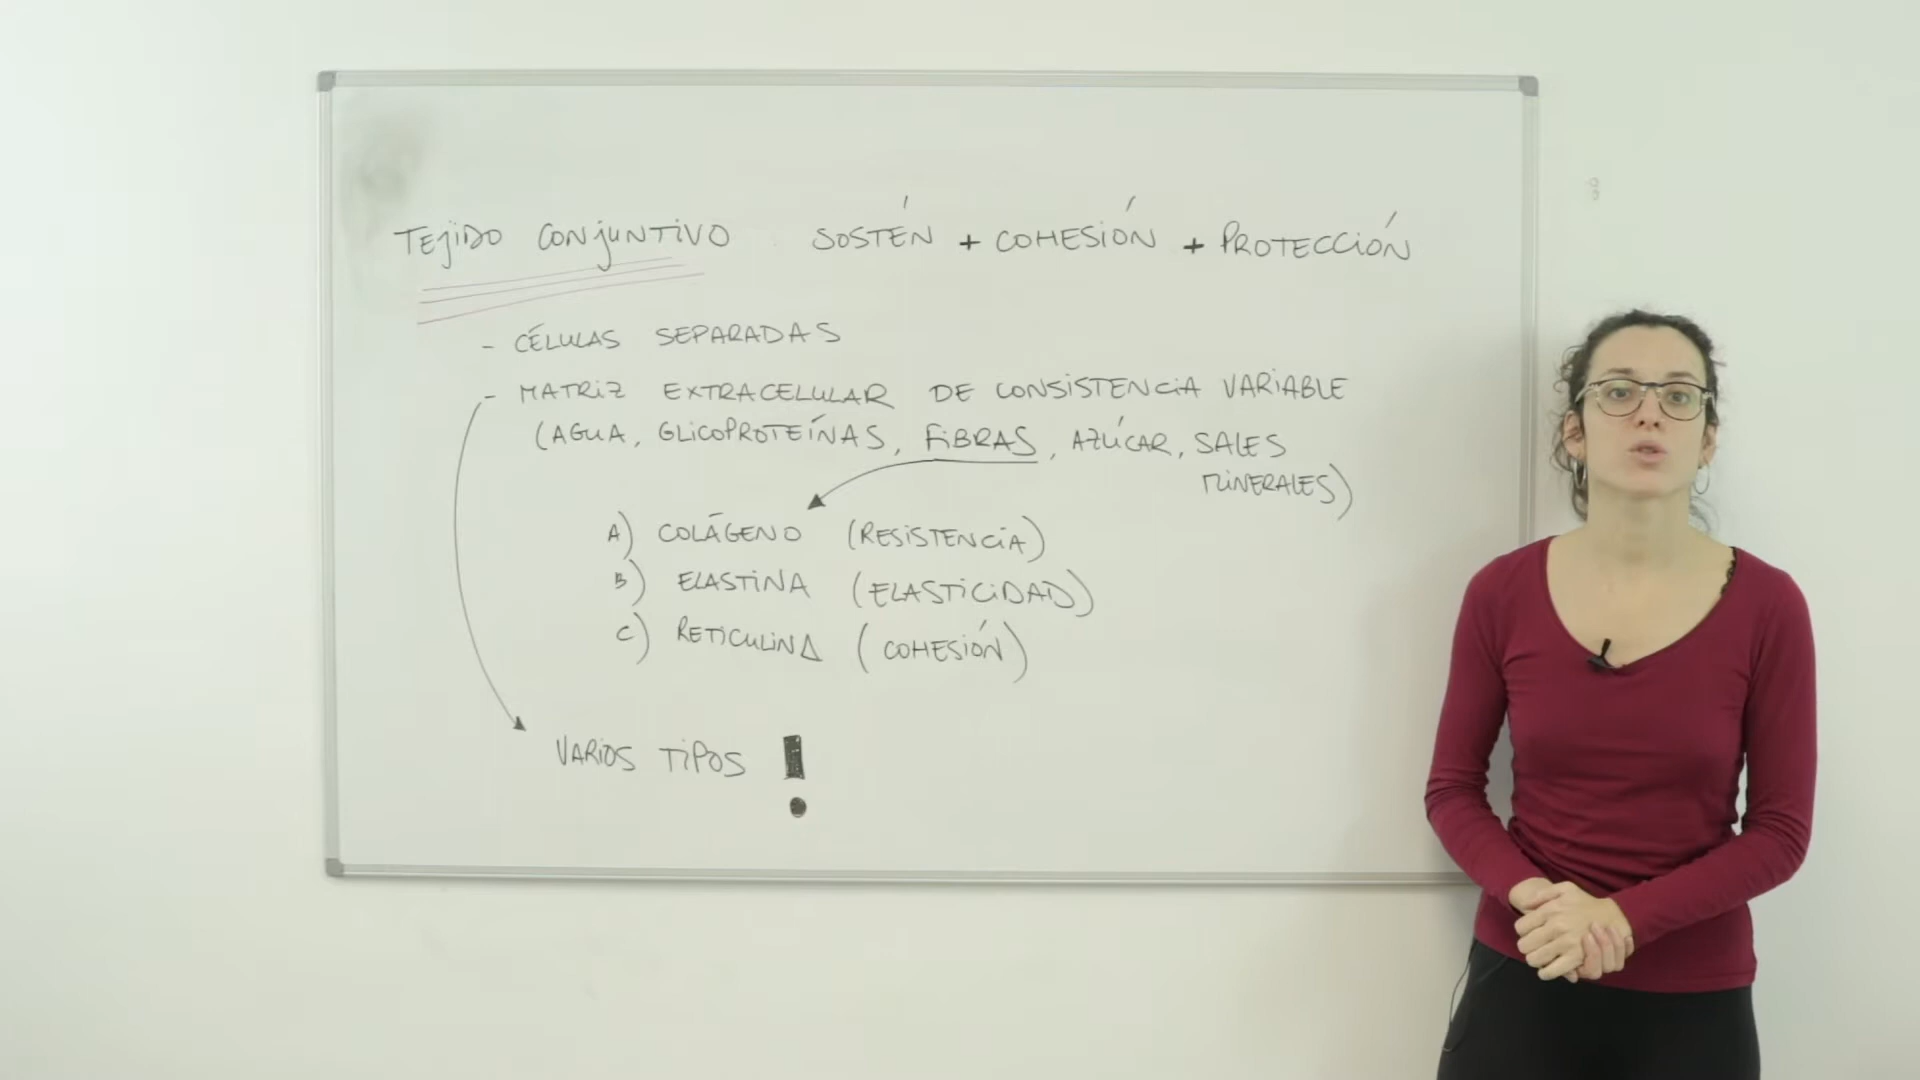 TEJIDO CONJUNTIVO SOSTÉN + COHESIÓN + PROTECCIÓN
- CÉLULAS SEPARADAS
- MATRIZ EXTRACELULAR DE CONSISTENCIA VARIABLE
(AGUA, GLICOPROTEÍNAS, FIBRAS, AZÚCAR, SALES
MINERALES)
A) COLÁGENO (RESISTENCIA)
B) ELASTINA (ELASTICIDAD)
C) RETICULINA (COHESIÓN)
VARIOS TIPOS !